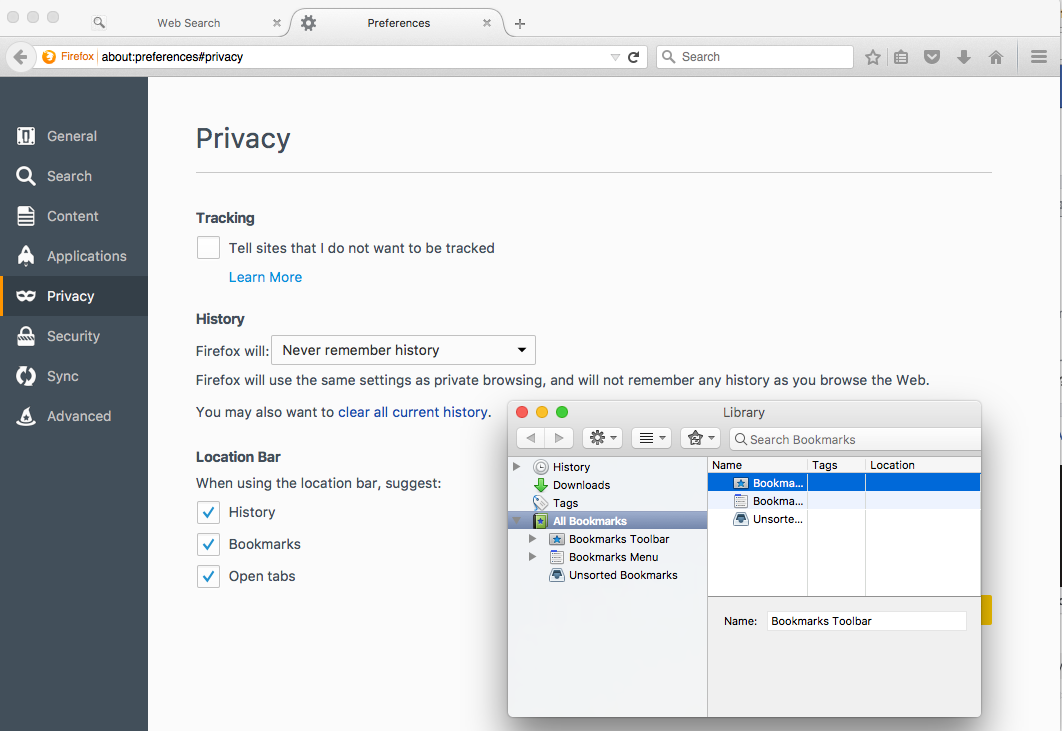 Web Search
Preferences
Firefox about:preferences#privacy
Search
General
Search
Content
Applications
Privacy
Security
Sync
Advanced
Privacy
Tracking
Tell sites that I do not want to be tracked
Learn More
History
Firefox will: Never remember history
Firefox will use the same settings as private browsing, and will not remember any history as you browse the Web.
You may also want to clear all current history.
Location Bar
When using the location bar, suggest:
History
Bookmarks
Open tabs
Library
Search Bookmarks
History
Downloads
Tags
All Bookmarks
Bookmarks Toolbar
Bookmarks Menu
Unsorted Bookmarks
Name Tags Location
Bookma...
Bookma...
Unsorte...
Name: Bookmarks Toolbar